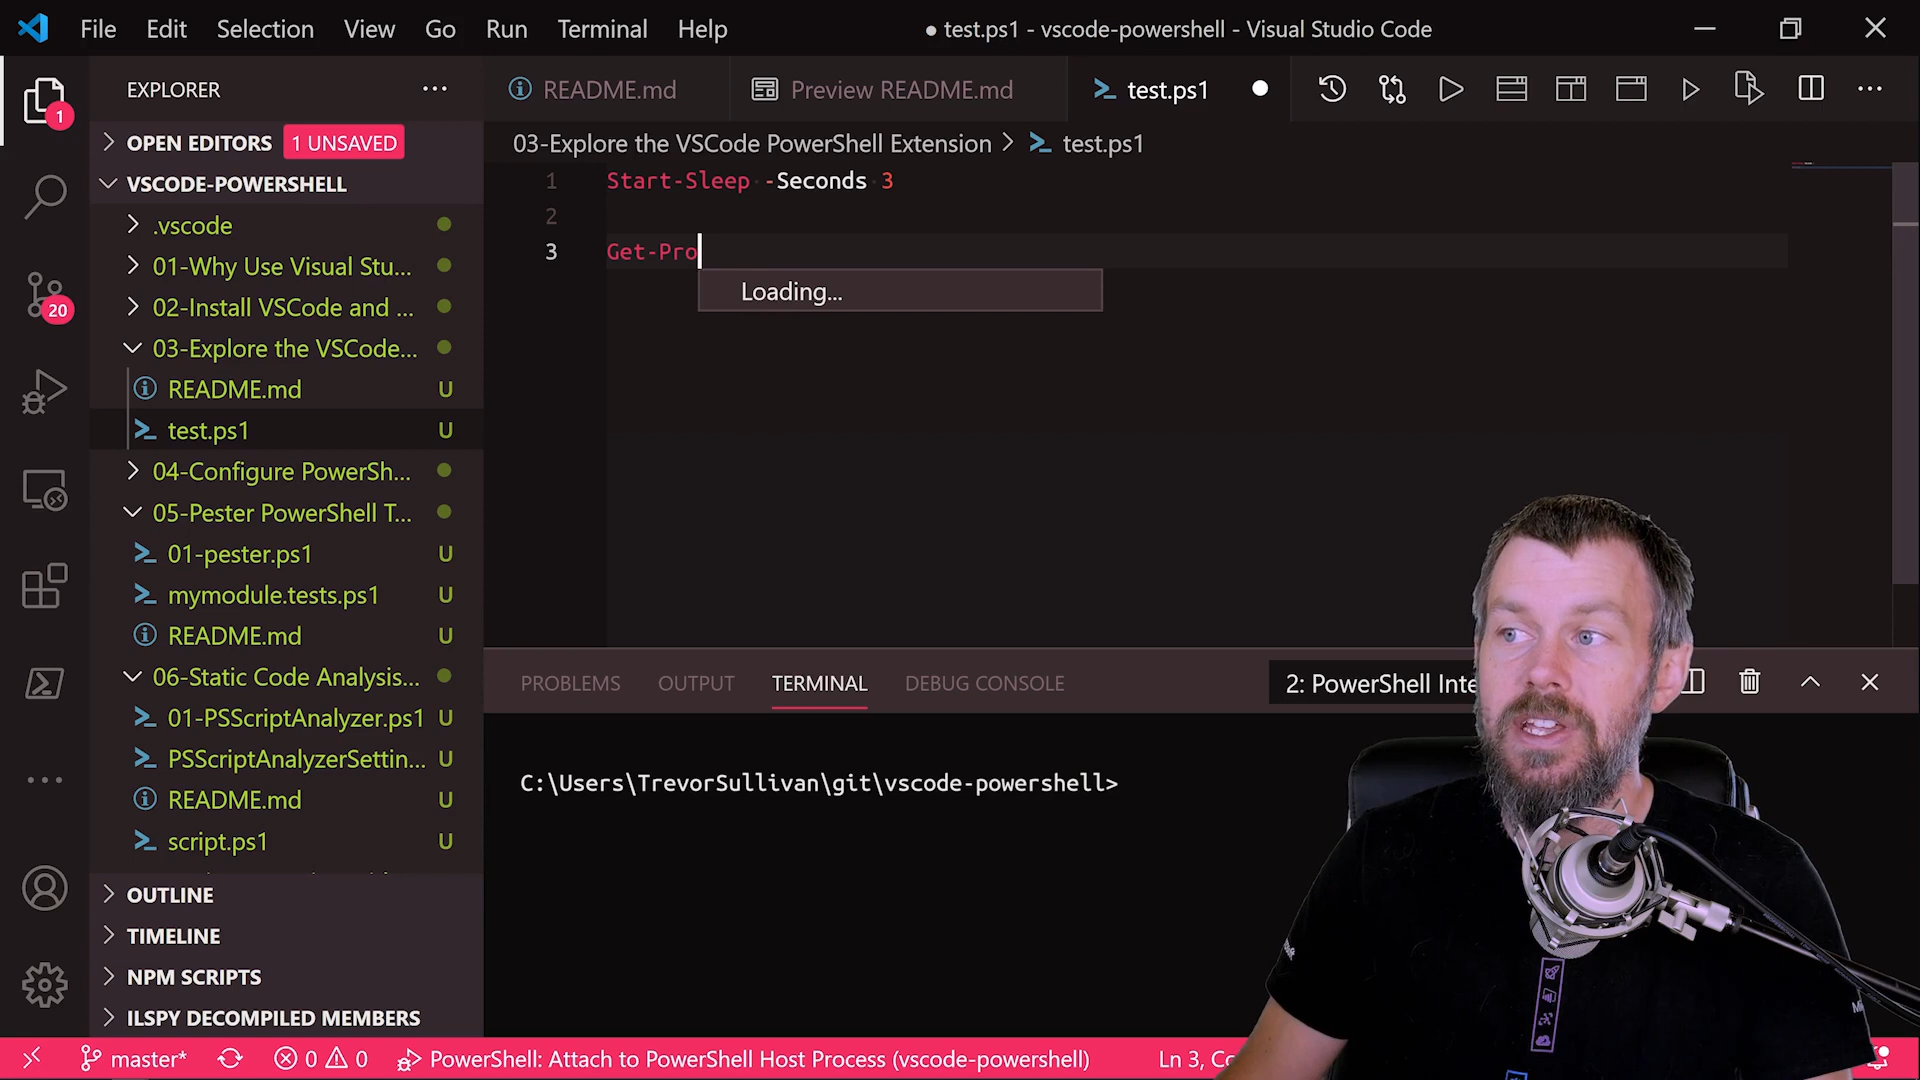 File Edit Selection View Go Run Terminal Help
● test.ps1 - vscode-powershell - Visual Studio Code
EXPLORER
README.md
Preview README.md
test.ps1
1
OPEN EDITORS 1 UNSAVED
03-Explore the VSCode PowerShell Extension > test.ps1
VSCODE-POWERSHELL
.vscode
01-Why Use Visual Stu...
02-Install VSCode and ...
20
03-Explore the VSCode...
README.md U
test.ps1 U
04-Configure PowerSh...
05-Pester PowerShell T...
01-pester.ps1 U
mymodule.tests.ps1 U
README.md U
06-Static Code Analysis...
01-PSScriptAnalyzer.ps1 U
PSScriptAnalyzerSettin... U
README.md U
script.ps1 U
OUTLINE
TIMELINE
NPM SCRIPTS
ILSPY DECOMPILED MEMBERS
1 Start-Sleep -Seconds 3
2
3 Get-Pro
Loading...
PROBLEMS OUTPUT TERMINAL DEBUG CONSOLE
2: PowerShell Inte
C:\Users\TrevorSullivan\git\vscode-powershell>
master* 0 0 PowerShell: Attach to PowerShell Host Process (vscode-powershell)
Ln 3,